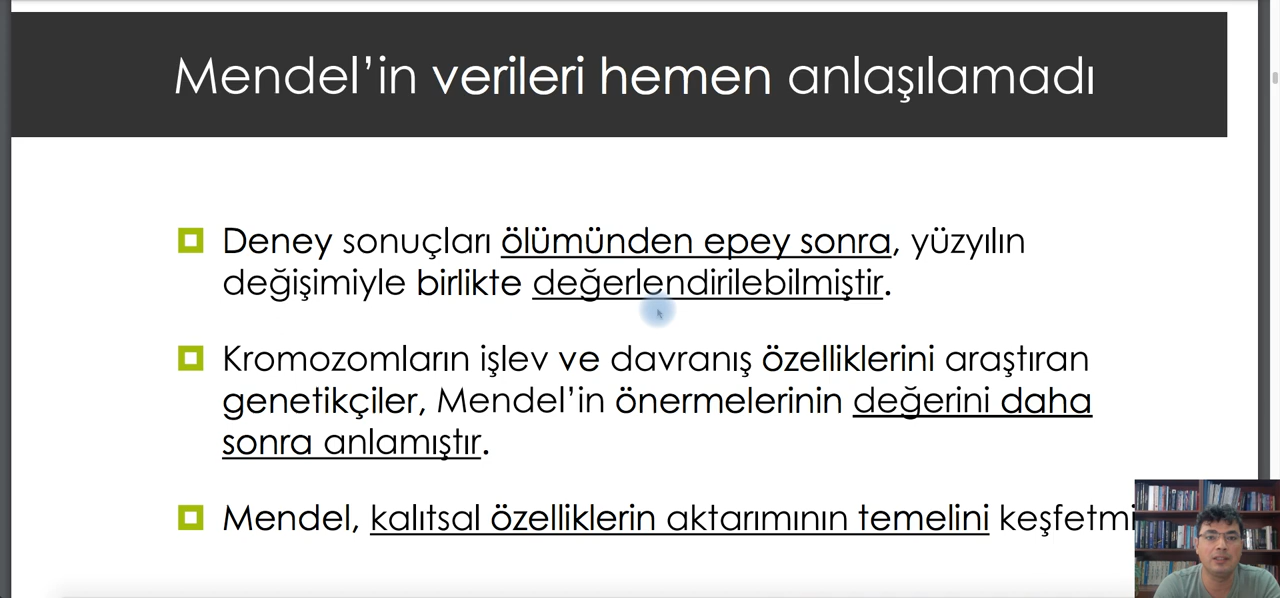 Mendel’in verileri hemen anlaşılamadı
Deney sonuçları ölümünden epey sonra, yüzyılın
değişimiyle birlikte değerlendirilebilmiştir.
Kromozomların işlev ve davranış özelliklerini araştıran
genetikçiler, Mendel’in önermelerinin değerini daha
sonra anlamıştır.
Mendel, kalıtsal özelliklerin aktarımının temelini